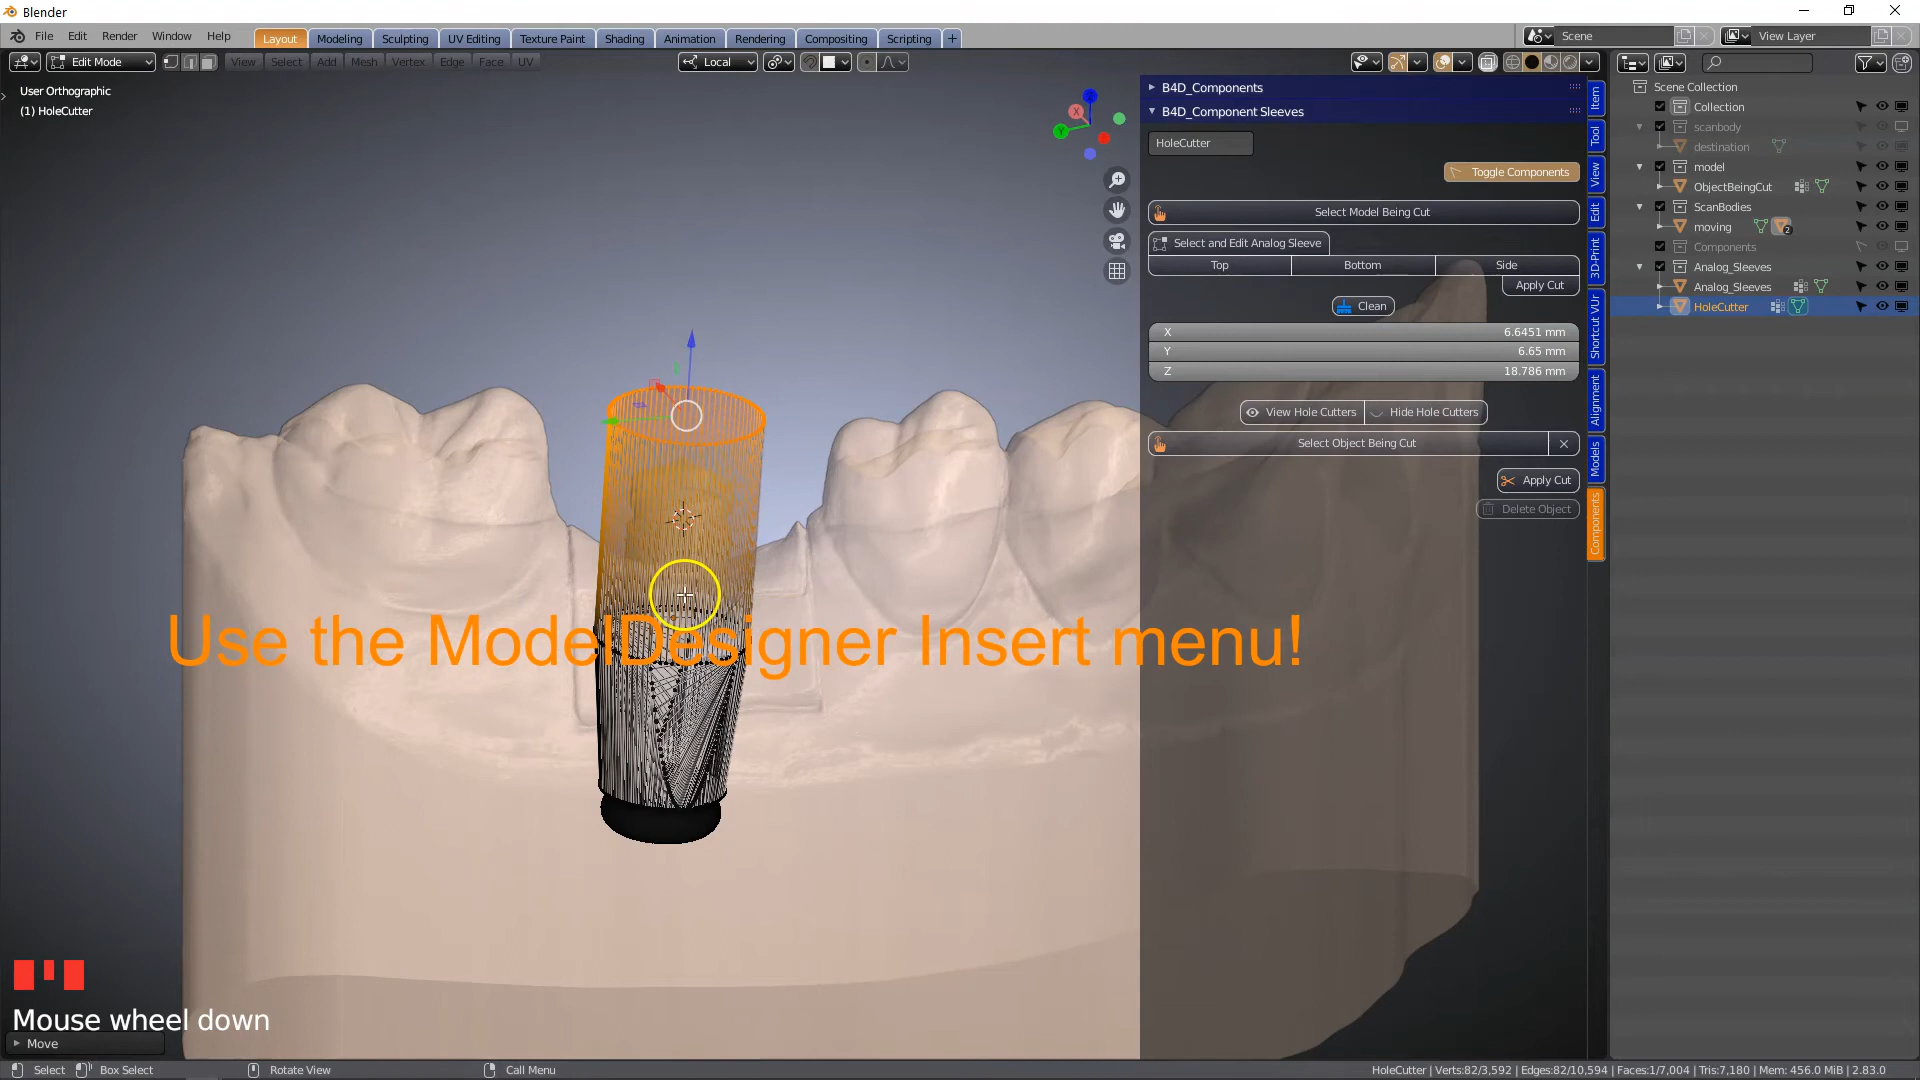 Blender
File Edit Render Window Help Layout Modeling Sculpting UV Editing Texture Paint Shading Animation Rendering Compositing Scripting + Scene View Layer
Edit Mode View Select Add Mesh Vertex Edge Face UV Local
User Orthographic
(1) HoleCutter
X
Y
B4D_Components
B4D_Component Sleeves
HoleCutter
Toggle Components
Select Model Being Cut
Select and Edit Analog Sleeve
Top Bottom Side
Apply Cut
Clean
X 6.6451 mm
Y 6.65 mm
Z 18.786 mm
View Hole Cutters Hide Hole Cutters
Select Object Being Cut
Apply Cut
Delete Object
Item
Tool
View
Edit
3D-Print
Shortcut VUr
Alignment
Models
Components
Scene Collection
Collection
scanbody
destination
model
ObjectBeingCut
ScanBodies
moving 2
Components
Analog_Sleeves
Analog_Sleeves
HoleCutter
Use the ModelDesigner Insert menu!
Mouse wheel down
Move
Select Box Select Rotate View Call Menu HoleCutter | Verts:82/3,592 | Edges:82/10,594 | Faces:1/7,004 | Tris:7,180 | Mem: 456.0 MiB | 2.83.0